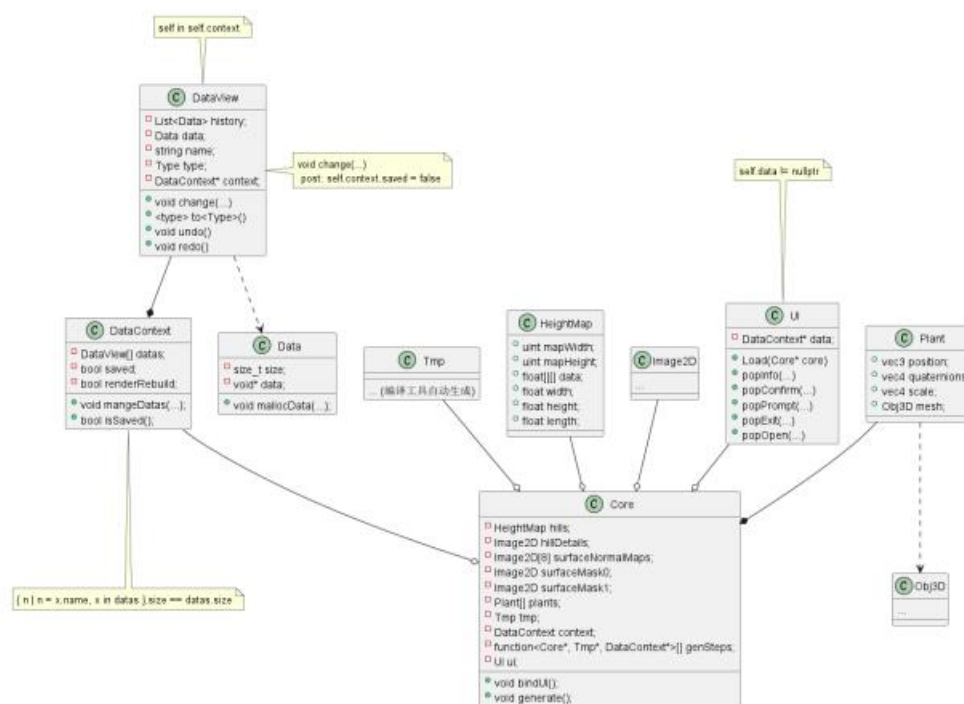 self in self.context
C DataView
List<Data> history;
Data data;
string name;
Type type;
DataContext* context;
void change(...)
<type> to<Type>()
void undo()
void redo()
void change(...)
post: self.context.saved = false
self.data != nullptr
C DataContext
DataView[] datas;
bool saved;
bool renderRebuild;
void mangeDatas(...);
bool isSaved();
C Data
size_t size;
void* data;
void mallocData(...);
C Tmp
... (编译工具自动生成)
C HeightMap
uint mapWidth;
uint mapHeight;
float[][] data;
float width;
float height;
float length;
C Image2D
...
C UI
DataContext* data;
Load(Core* core)
popInfo(...)
popConfirm(...)
popPrompt(...)
popExit(...)
popOpen(...)
C Plant
vec3 position;
vec4 quaternions;
vec4 scale;
Obj3D mesh;
{ n | n = x.name, x in datas }.size == datas.size
C Core
HeightMap hills;
Image2D hillDetails;
Image2D[8] surfaceNormalMaps;
Image2D surfaceMask0;
Image2D surfaceMask1;
Plant[] plants;
Tmp tmp;
DataContext context;
function<Core*, Tmp*, DataContext*>[] genSteps;
UI ui;
void bindUI();
void generate();
C Obj3D
...